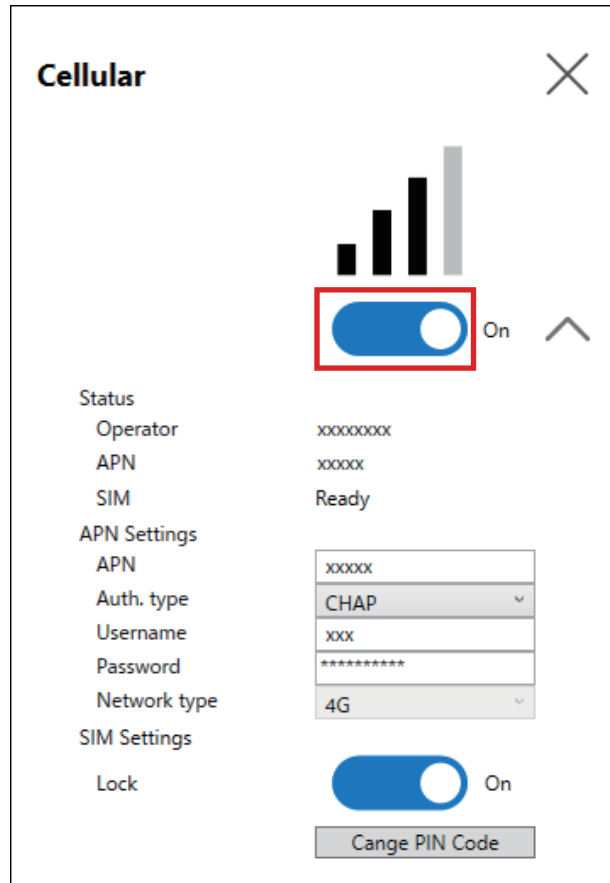 Cellular
On
Status
Operator xxxxxxxx
APN xxxxx
SIM Ready
APN Settings
APN xxxxx
Auth. type CHAP
Username xxx
Password **********
Network type 4G
SIM Settings
Lock On
Cange PIN Code